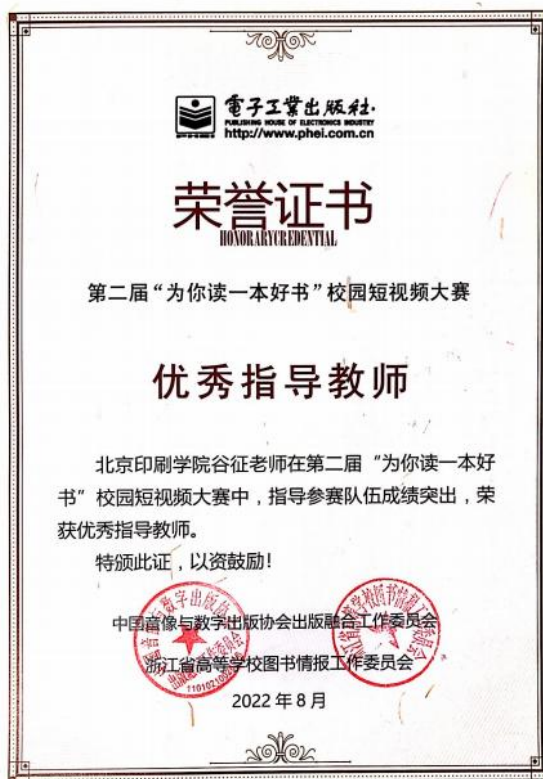 電子工業出版社.
PUBLISHING HOUSE OF ELECTRONICS INDUSTRY
http://www.phei.com.cn
荣誉证书
HONORARYCREDENTIAL
第二届“为你读一本好书”校园短视频大赛
优秀指导教师
北京印刷学院谷征老师在第二届“为你读一本好
书”校园短视频大赛中，指导参赛队伍成绩突出，荣
获优秀指导教师。
特颁此证，以资鼓励！
中国音像与数字出版协会出版融合工作委员会
浙江省高等学校图书情报工作委员会
2022年8月